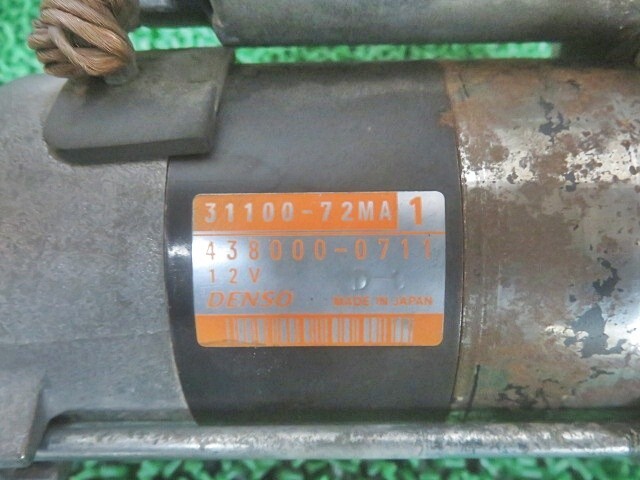 31100-72MA 1
438000-0711
12V
DENSO MADE IN JAPAN